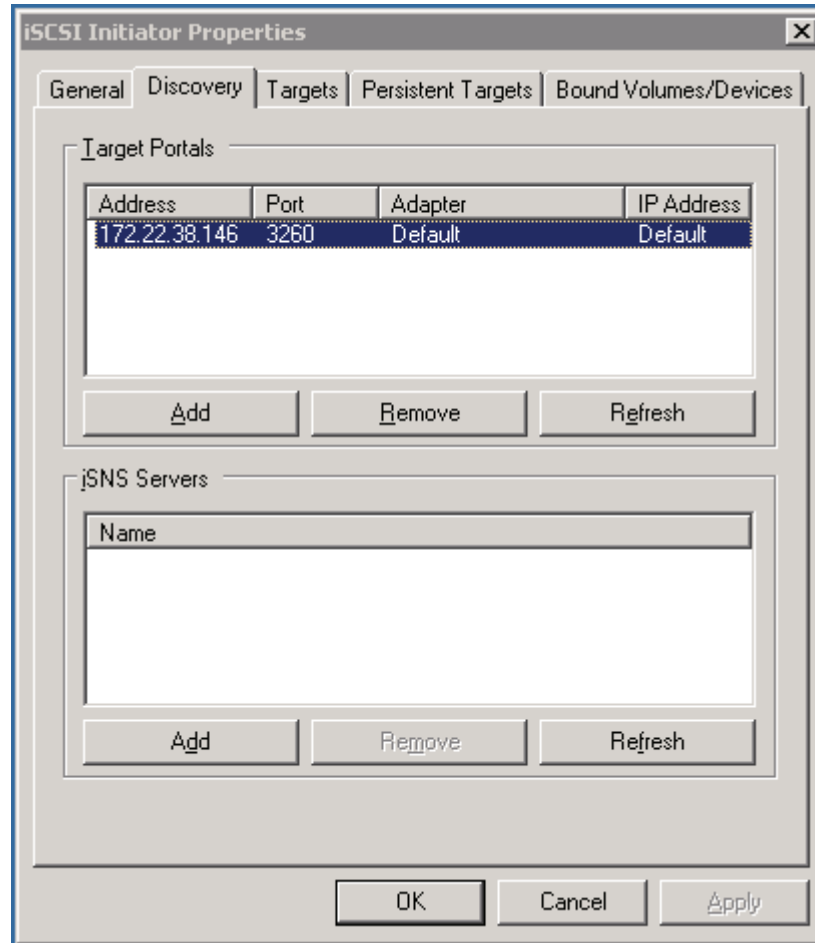 iSCSI Initiator Properties
General Discovery Targets Persistent Targets Bound Volumes/Devices
Target Portals
Address Port Adapter IP Address
172.22.38.146 3260 Default Default
Add Remove Refresh
iSNS Servers
Name
Add Remove Refresh
OK Cancel Apply